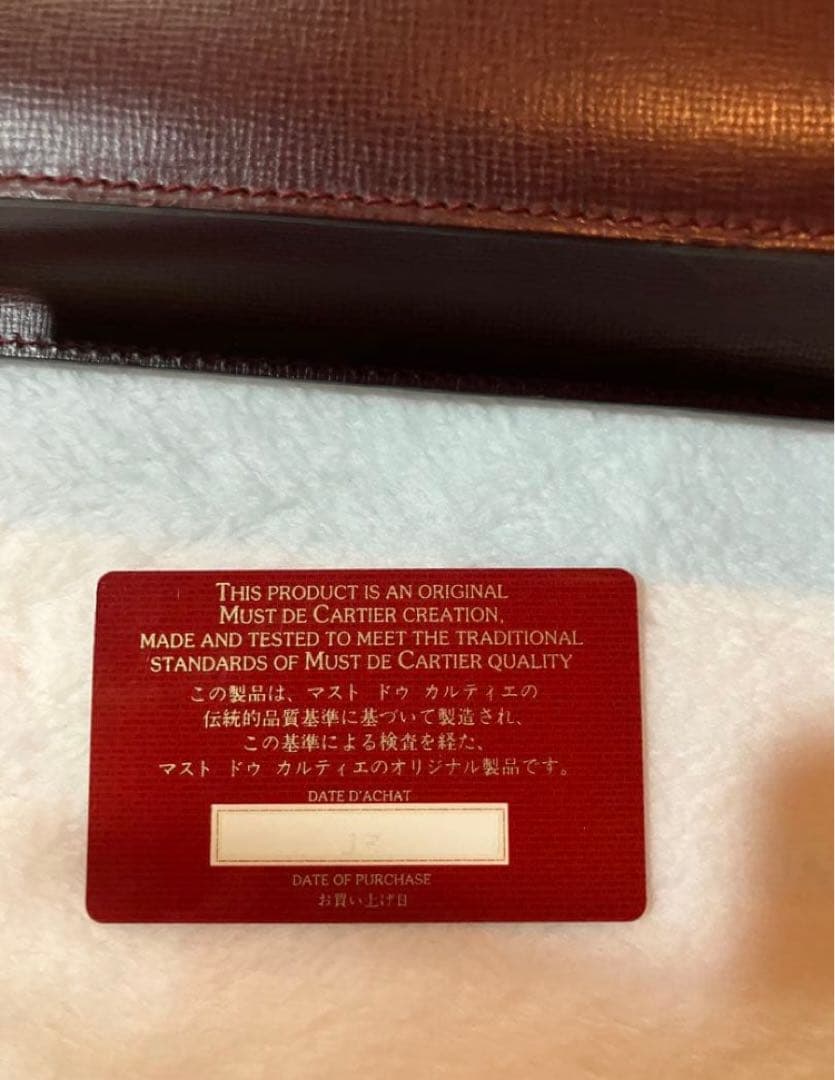 THIS PRODUCT IS AN ORIGINAL
MUST DE CARTIER CREATION,
MADE AND TESTED TO MEET THE TRADITIONAL
STANDARDS OF MUST DE CARTIER QUALITY
この製品は、マスト ドゥ カルティエの
伝統的品質基準に基づいて製造され、
この基準による検査を経た、
マスト ドゥ カルティエのオリジナル製品です。
DATE D'ACHAT
DATE OF PURCHASE
お買い上げ日